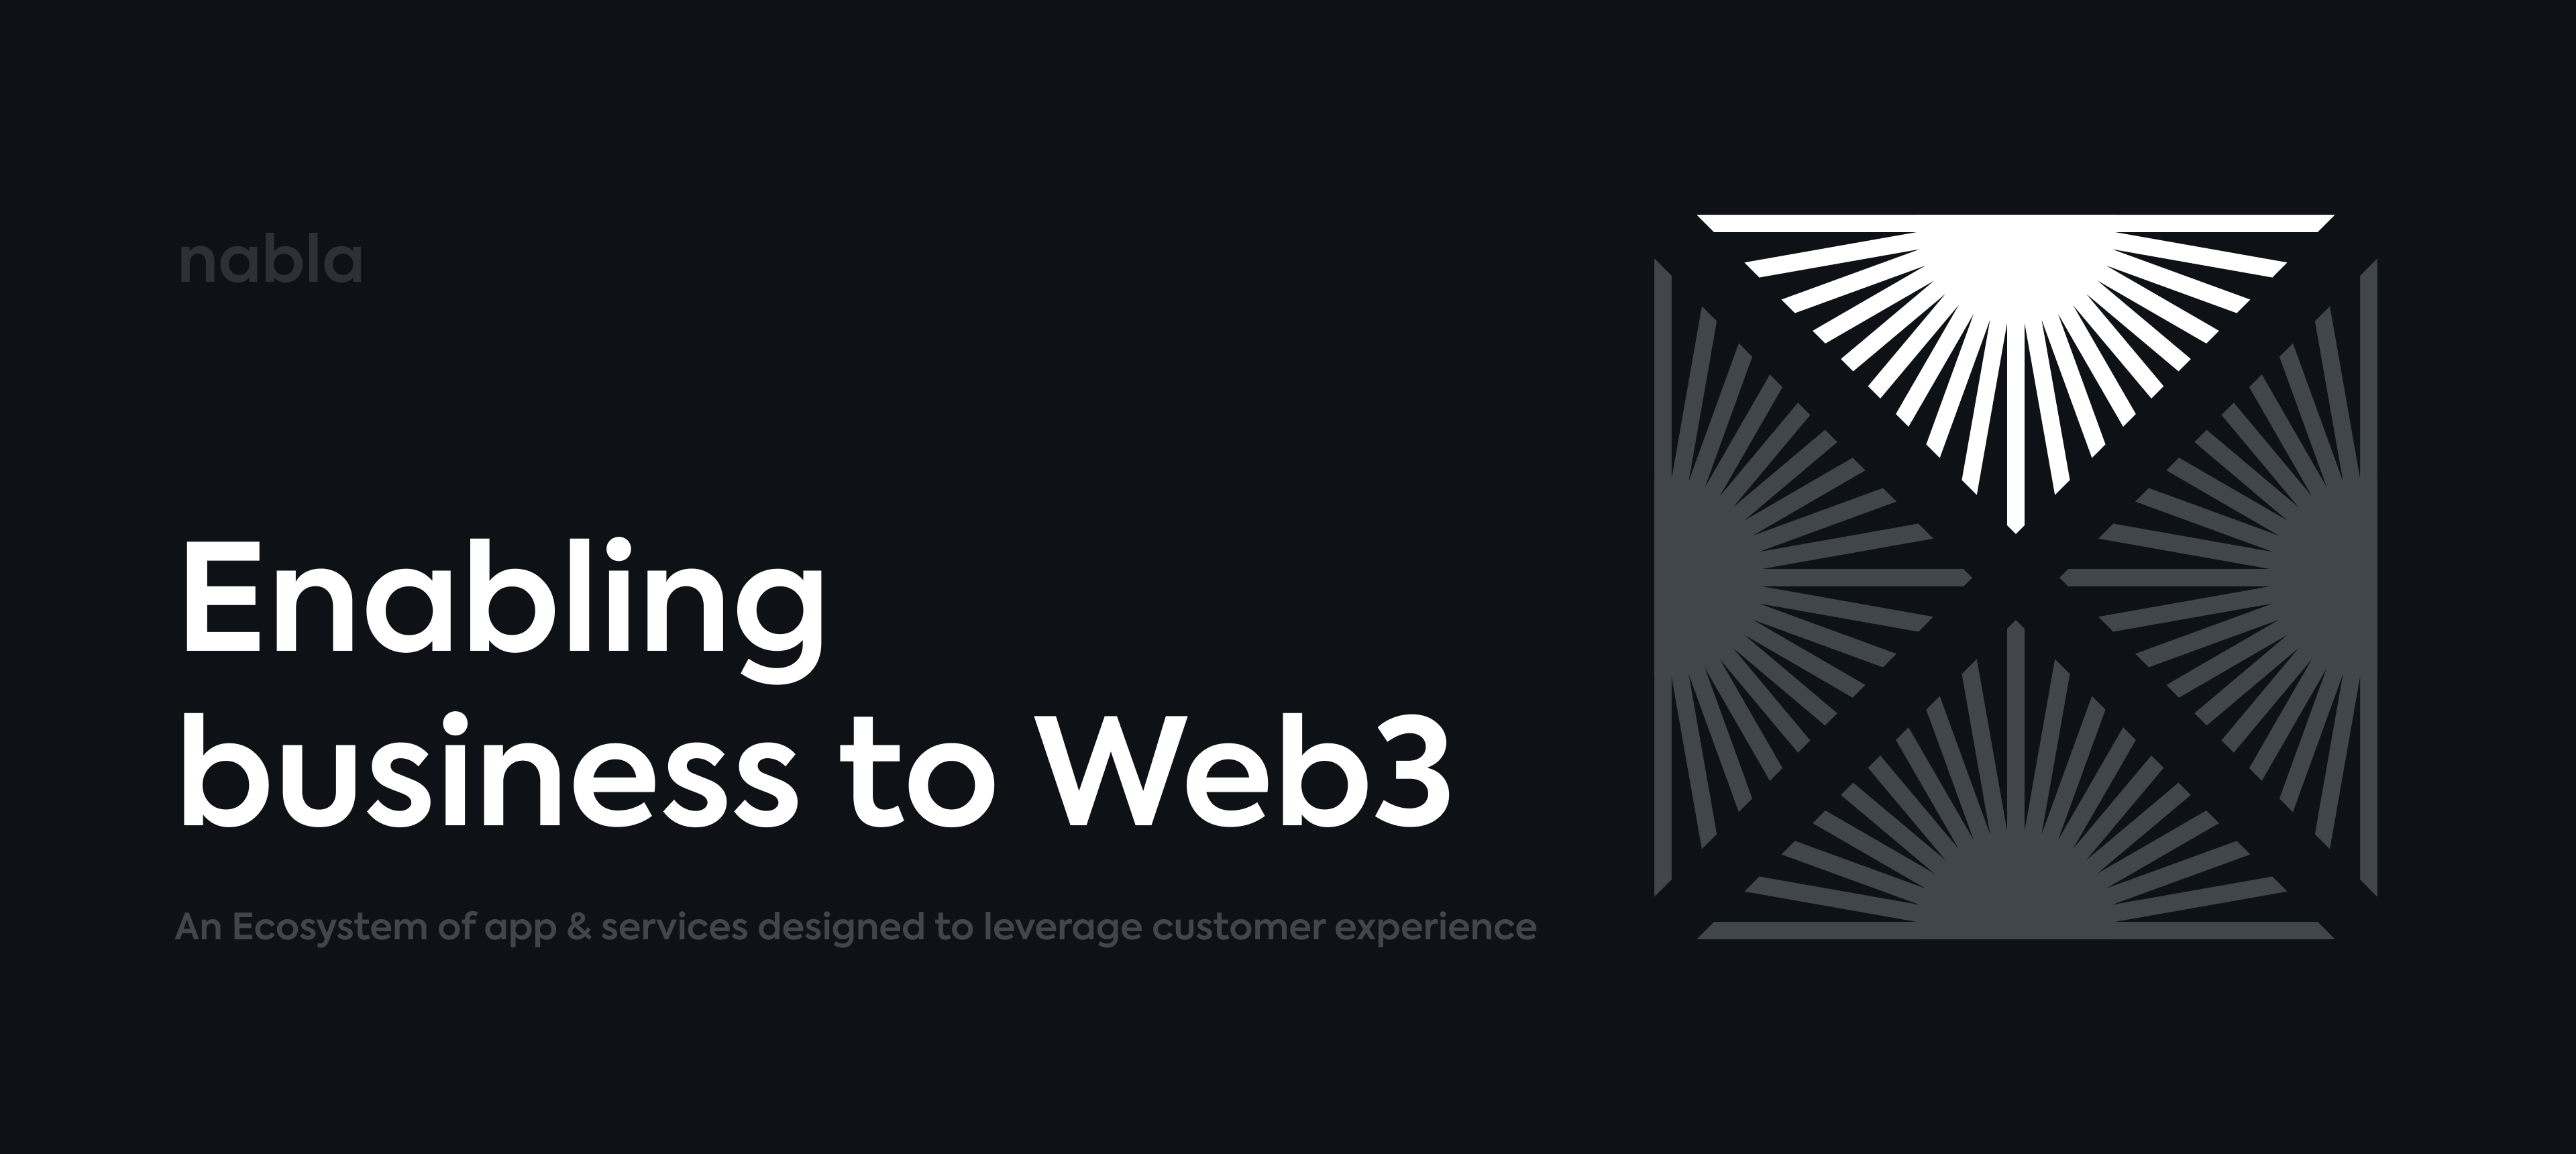 nabla
Enabling
business to Web3
An Ecosystem of app & services designed to leverage customer experience